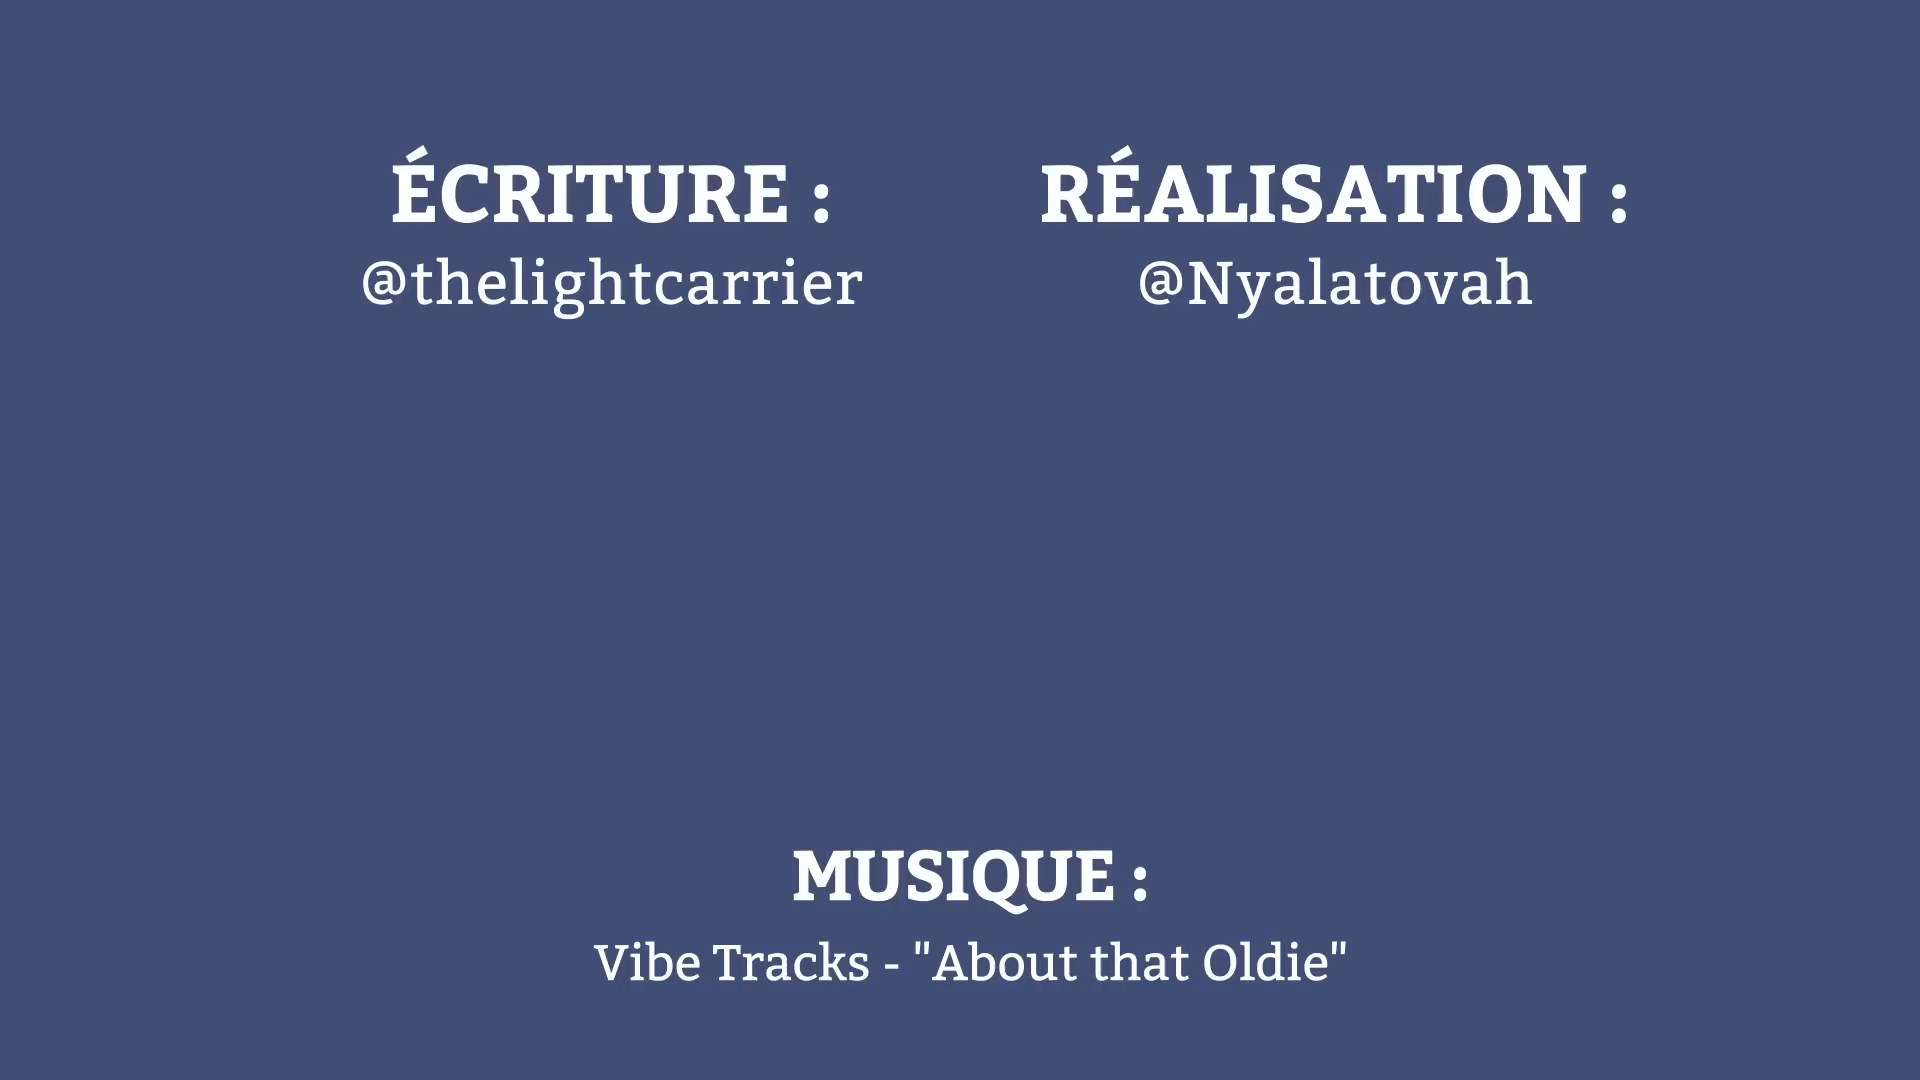 ÉCRITURE :
@thelightcarrier
RÉALISATION :
@Nyalatovah
MUSIQUE :
Vibe Tracks - "About that Oldie"